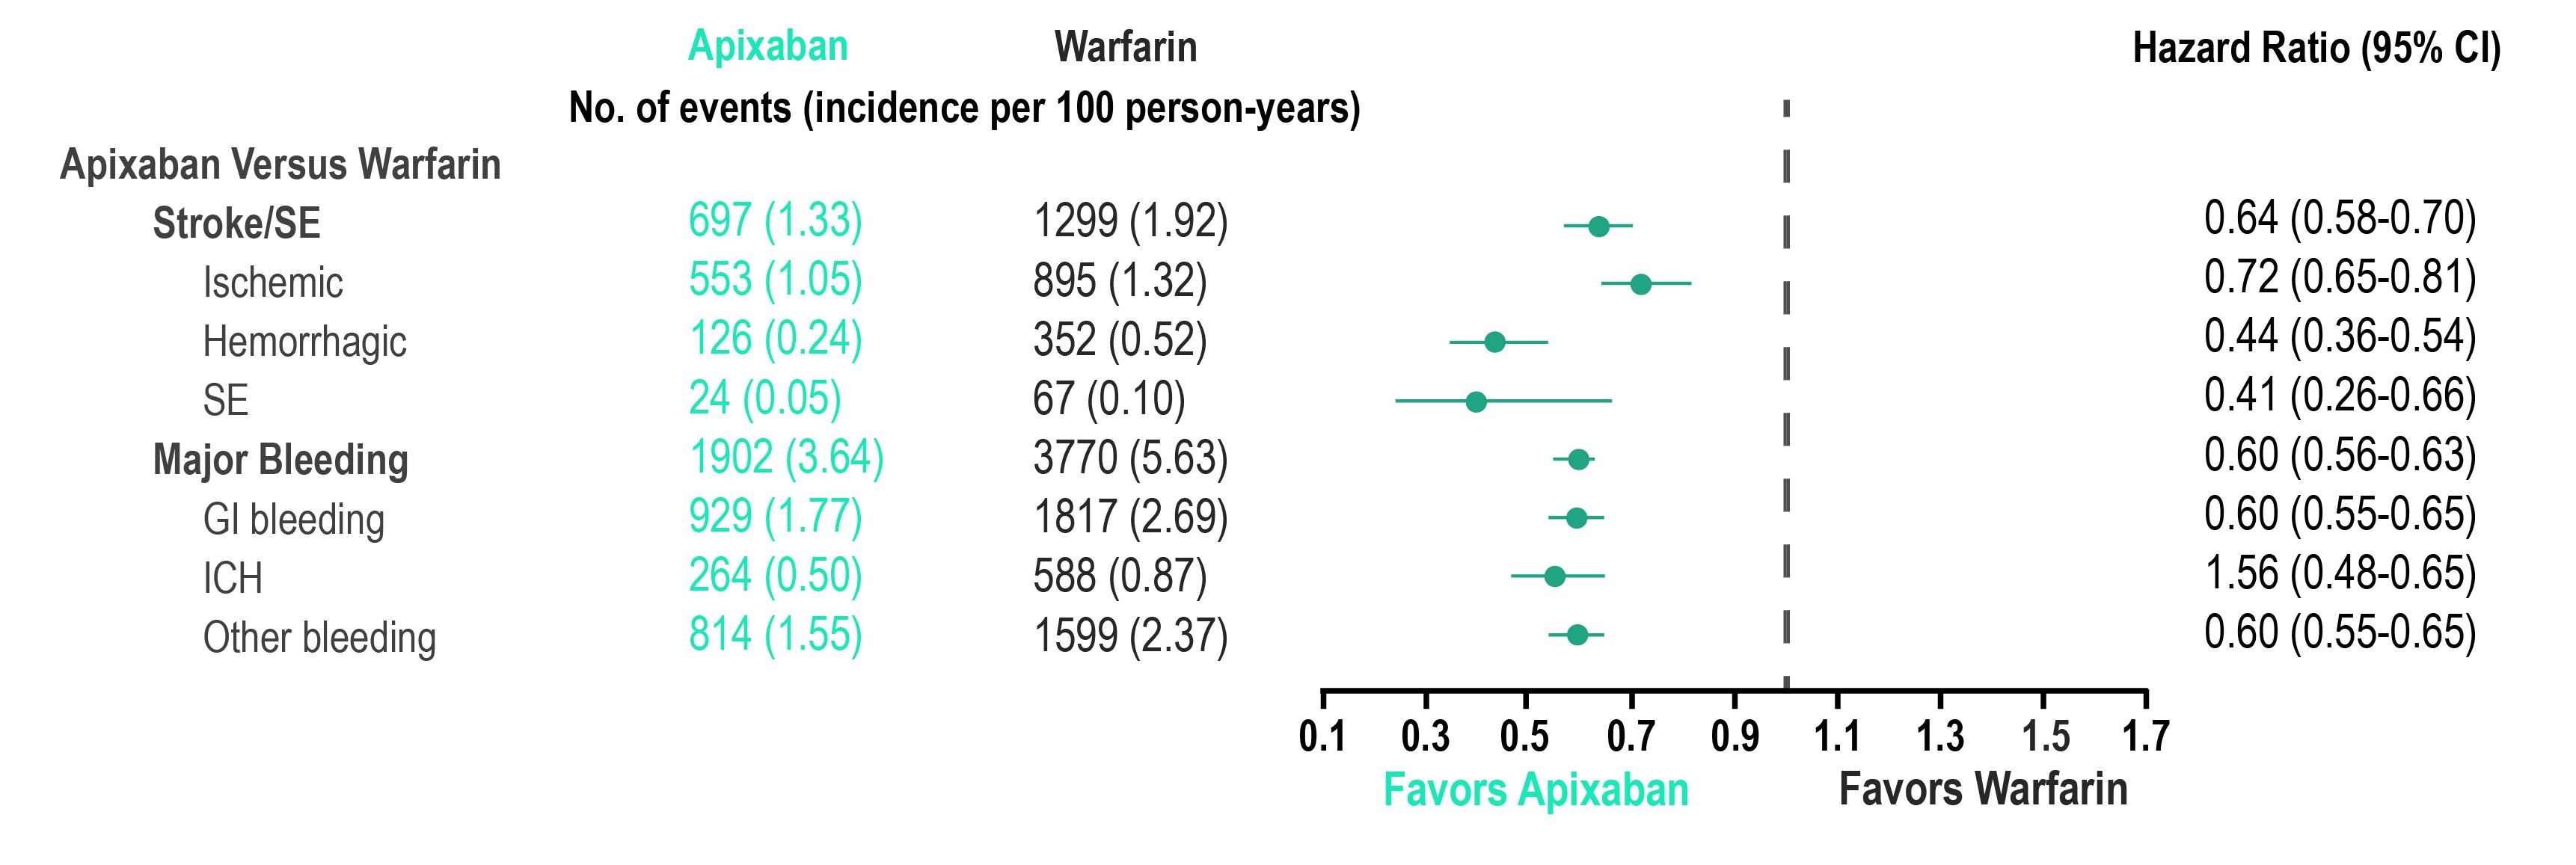 Apixaban Warfarin Hazard Ratio (95% CI)
No. of events (incidence per 100 person-years)
Apixaban Versus Warfarin
Stroke/SE 697 (1.33) 1299 (1.92) 0.64 (0.58-0.70)
Ischemic 553 (1.05) 895 (1.32) 0.72 (0.65-0.81)
Hemorrhagic 126 (0.24) 352 (0.52) 0.44 (0.36-0.54)
SE 24 (0.05) 67 (0.10) 0.41 (0.26-0.66)
Major Bleeding 1902 (3.64) 3770 (5.63) 0.60 (0.56-0.63)
GI bleeding 929 (1.77) 1817 (2.69) 0.60 (0.55-0.65)
ICH 264 (0.50) 588 (0.87) 1.56 (0.48-0.65)
Other bleeding 814 (1.55) 1599 (2.37) 0.60 (0.55-0.65)
0.1 0.3 0.5 0.7 0.9 1.1 1.3 1.5 1.7
Favors Apixaban Favors Warfarin